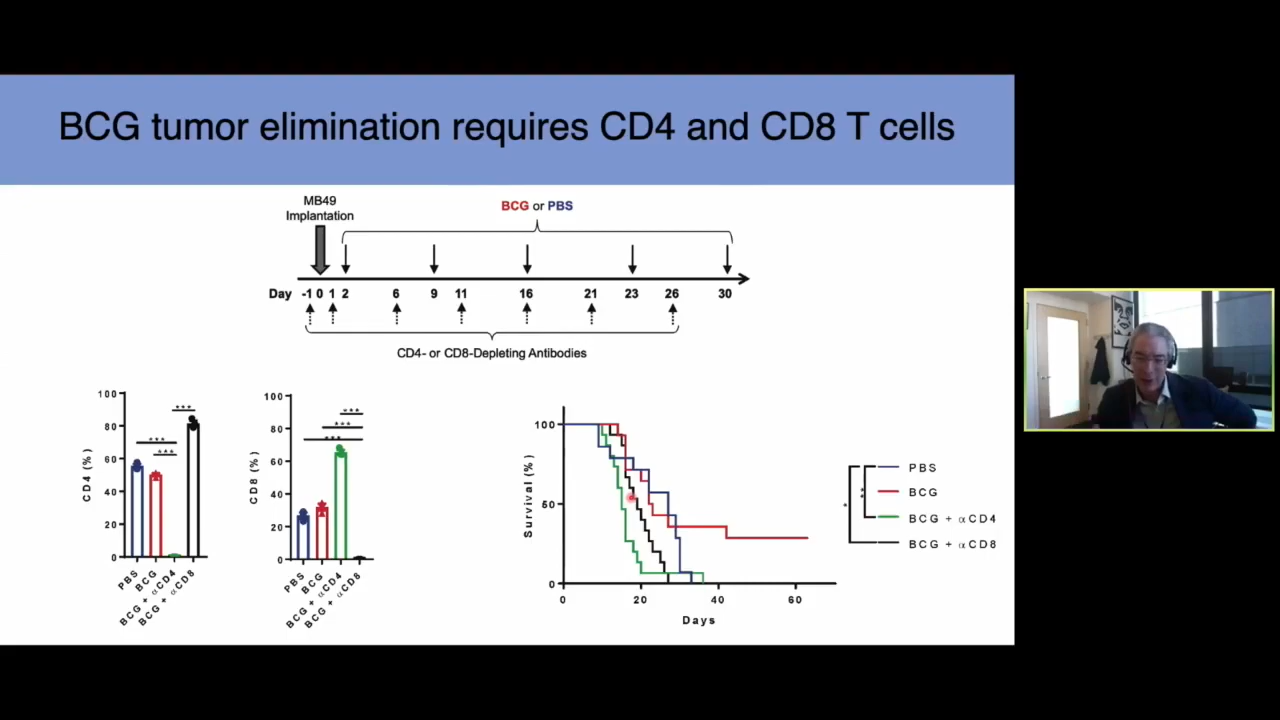 BCG tumor elimination requires CD4 and CD8 T cells
MB49
Implantation
BCG or PBS
Day -1 0 1 2 6 9 11 16 21 23 26 30
CD4- or CD8-Depleting Antibodies
CD4 (%)
100
80
60
40
20
0
***
***
***
PBS
BCG
BCG + αCD4
BCG + αCD8
CD8 (%)
100
80
60
40
20
0
***
***
***
PBS
BCG
BCG + αCD4
BCG + αCD8
Survival (%)
100
50
0
0 20 40 60
Days
PBS
BCG
BCG + αCD4
BCG + αCD8
*
**